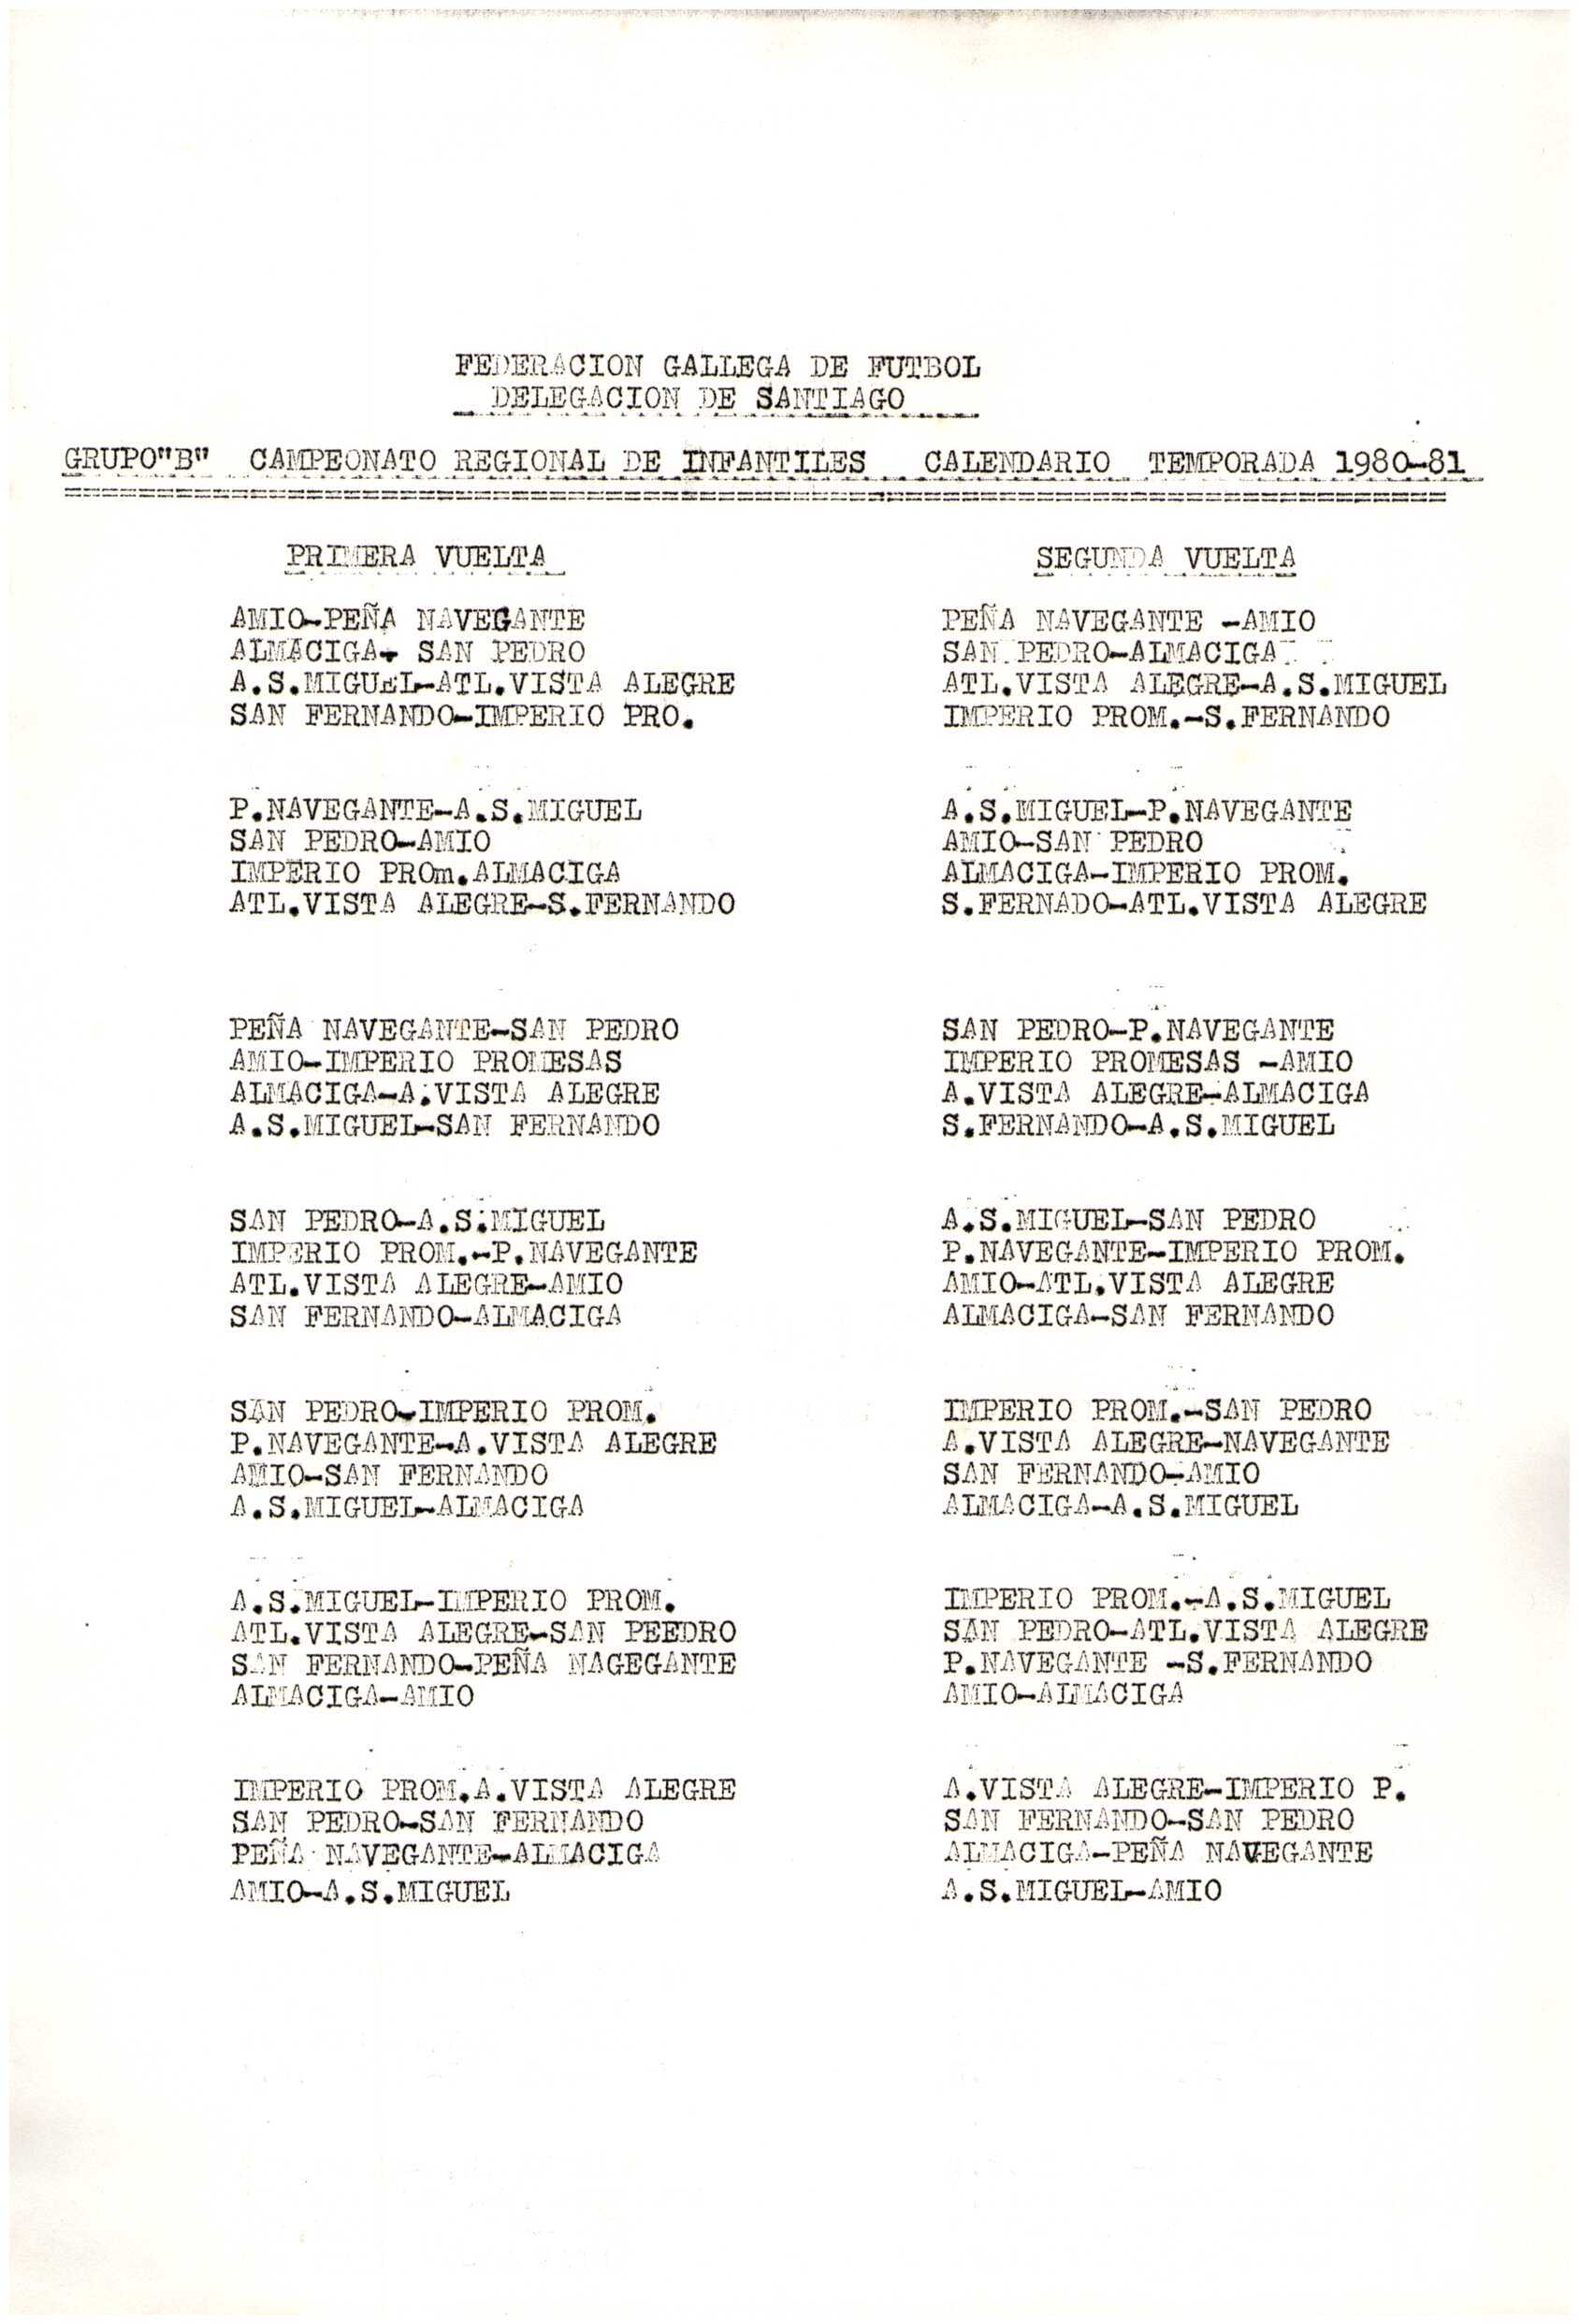 FEDERACION GALLEGA DE FUTBOL
DELEGACION DE SANTIAGO
GRUPO"B" CAMPEONATO REGIONAL DE INFANTILES CALENDARIO TEMPORADA 1980-81
PRIMERA VUELTA
AMIO-PEÑA NAVEGANTE
ALMACIGA- SAN PEDRO
A.S.MIGUEL-ATL.VISTA ALEGRE
SAN FERNANDO-IMPERIO PRO.
P.NAVEGANTE-A.S.MIGUEL
SAN PEDRO-AMIO
IMPERIO PROm.ALMACIGA
ATL.VISTA ALEGRE-S.FERNANDO
PEÑA NAVEGANTE-SAN PEDRO
AMIO-IMPERIO PROMESAS
ALMACIGA-A.VISTA ALEGRE
A.S.MIGUEL-SAN FERNANDO
SAN PEDRO-A.S.MIGUEL
IMPERIO PROM.-P.NAVEGANTE
ATL.VISTA ALEGRE-AMIO
SAN FERNANDO-ALMACIGA
SAN PEDRO-IMPERIO PROM.
P.NAVEGANTE-A.VISTA ALEGRE
AMIO-SAN FERNANDO
A.S.MIGUEL-ALMACIGA
A.S.MIGUEL-IMPERIO PROM.
ATL.VISTA ALEGRE-SAN PEEDRO
SAN FERNANDO-PEÑA NAGEGANTE
ALMACIGA-AMIO
IMPERIO PROM.A.VISTA ALEGRE
SAN PEDRO-SAN FERNANDO
PEÑA NAVEGANTE-ALMACIGA
AMIO-A.S.MIGUEL
SEGUNDA VUELTA
PEÑA NAVEGANTE -AMIO
SAN PEDRO-ALMACIGA
ATL.VISTA ALEGRE-A.S.MIGUEL
IMPERIO PROM.-S.FERNANDO
A.S.MIGUEL-P.NAVEGANTE
AMIO-SAN PEDRO
ALMACIGA-IMPERIO PROM.
S.FERNADO-ATL.VISTA ALEGRE
SAN PEDRO-P.NAVEGANTE
IMPERIO PROMESAS -AMIO
A.VISTA ALEGRE-ALMACIGA
S.FERNANDO-A.S.MIGUEL
A.S.MIGUEL-SAN PEDRO
P.NAVEGANTE-IMPERIO PROM.
AMIO-ATL.VISTA ALEGRE
ALMACIGA-SAN FERNANDO
IMPERIO PROM.-SAN PEDRO
A.VISTA ALEGRE-NAVEGANTE
SAN FERNANDO-AMIO
ALMACIGA-A.S.MIGUEL
IMPERIO PROM.-A.S.MIGUEL
SAN PEDRO-ATL.VISTA ALEGRE
P.NAVEGANTE -S.FERNANDO
AMIO-ALMACIGA
A.VISTA ALEGRE-IMPERIO P.
SAN FERNANDO-SAN PEDRO
ALMACIGA-PEÑA NAVEGANTE
A.S.MIGUEL-AMIO